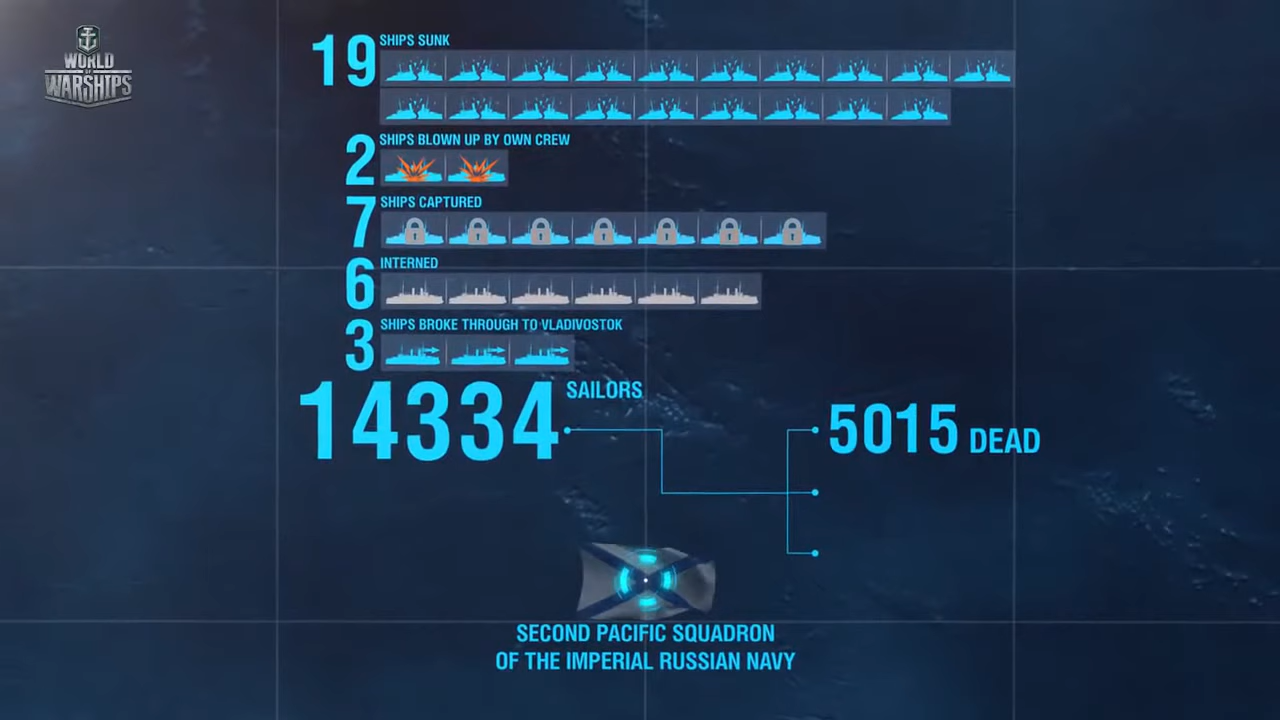 WORLD
OF
WARSHIPS
19 SHIPS SUNK
2 SHIPS BLOWN UP BY OWN CREW
7 SHIPS CAPTURED
6 INTERNED
3 SHIPS BROKE THROUGH TO VLADIVOSTOK
14334 SAILORS
5015 DEAD
SECOND PACIFIC SQUADRON
OF THE IMPERIAL RUSSIAN NAVY